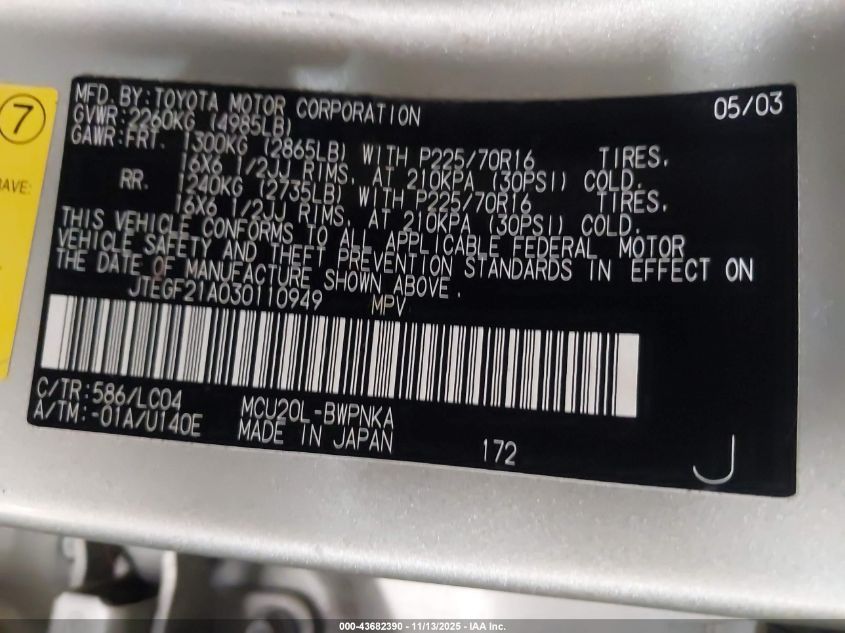 7
AVE:
MFD. BY: TOYOTA MOTOR CORPORATION 05/03
GVWR: 2260KG (4985LB)
GAWR: FRT. 1300KG (2865LB) WITH P225/70R16 TIRES,
16X6 1/2JJ RIMS, AT 210KPA (30PSI) COLD.
RR. 1240KG (2735LB) WITH P225/70R16 TIRES,
16X6 1/2JJ RIMS, AT 210KPA (30PSI) COLD.
THIS VEHICLE CONFORMS TO ALL APPLICABLE FEDERAL MOTOR
VEHICLE SAFETY AND THEFT PREVENTION STANDARDS IN EFFECT ON
THE DATE OF MANUFACTURE SHOWN ABOVE.
JTEGF21A030110949 MPV
C/TR: 586/LC04 MCU20L-BWPNKA
A/TM: -01A/U140E MADE IN JAPAN 172 J
000-43682390 - 11/13/2025 - IAA Inc.